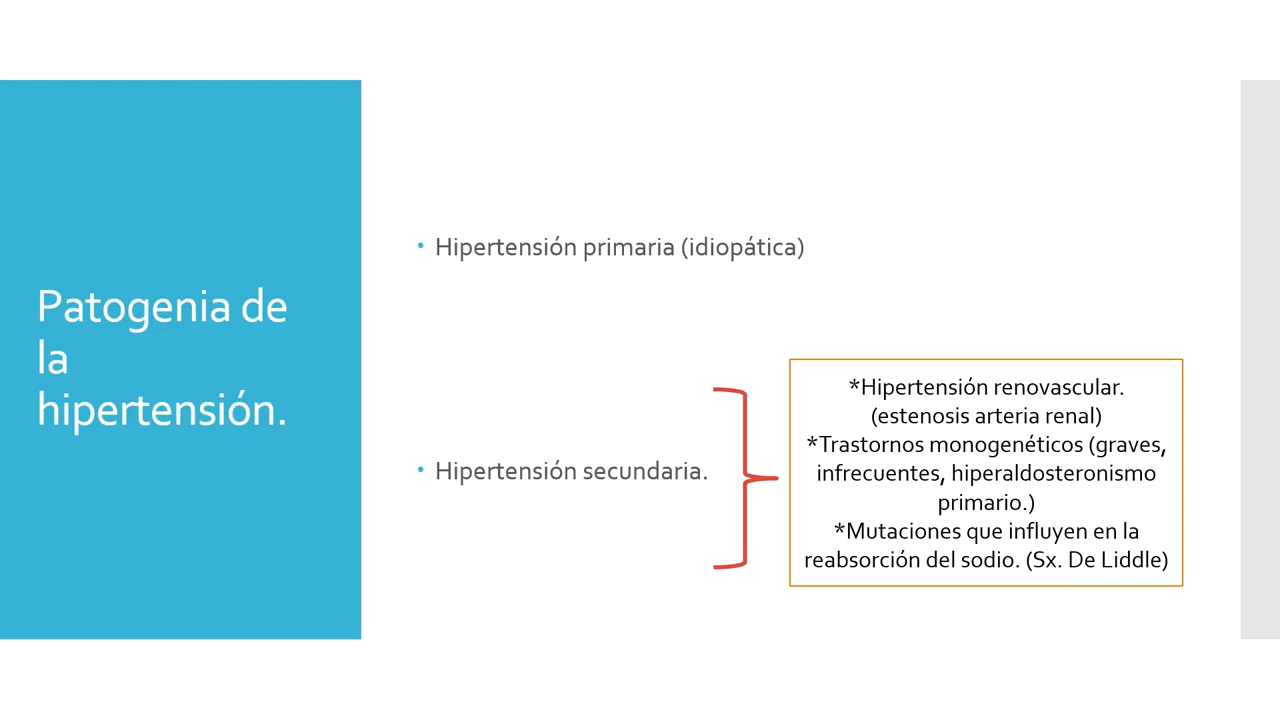 Patogenia de
la
hipertensión.
• Hipertensión primaria (idiopática)
• Hipertensión secundaria.
*Hipertensión renovascular.
(estenosis arteria renal)
*Trastornos monogenéticos (graves,
infrecuentes, hiperaldosteronismo
primario.)
*Mutaciones que influyen en la
reabsorción del sodio. (Sx. De Liddle)